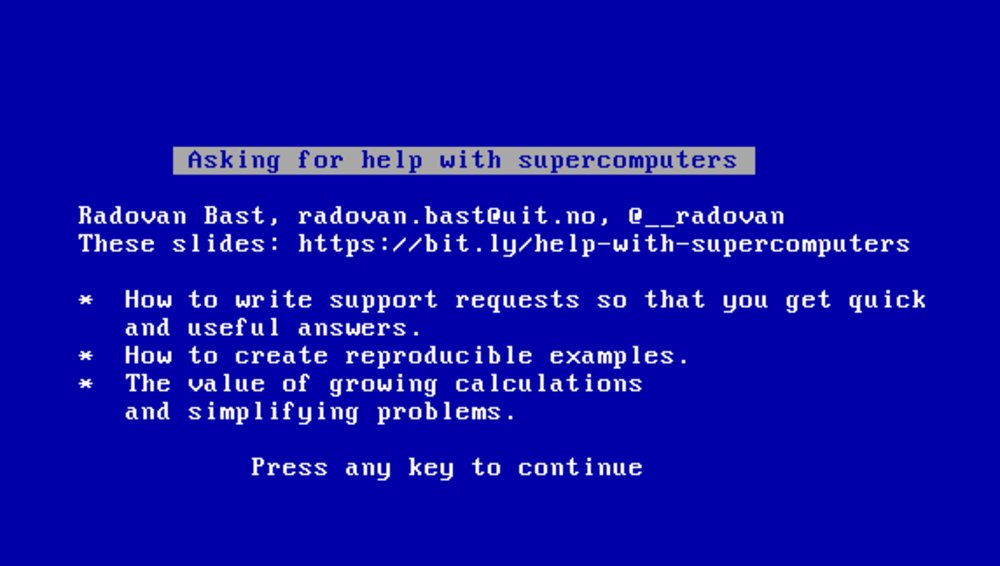 Asking for help with supercomputers
Radovan Bast, radovan.bast@uit.no, @__radovan
These slides: https://bit.ly/help-with-supercomputers
* How to write support requests so that you get quick
and useful answers.
* How to create reproducible examples.
* The value of growing calculations
and simplifying problems.
Press any key to continue